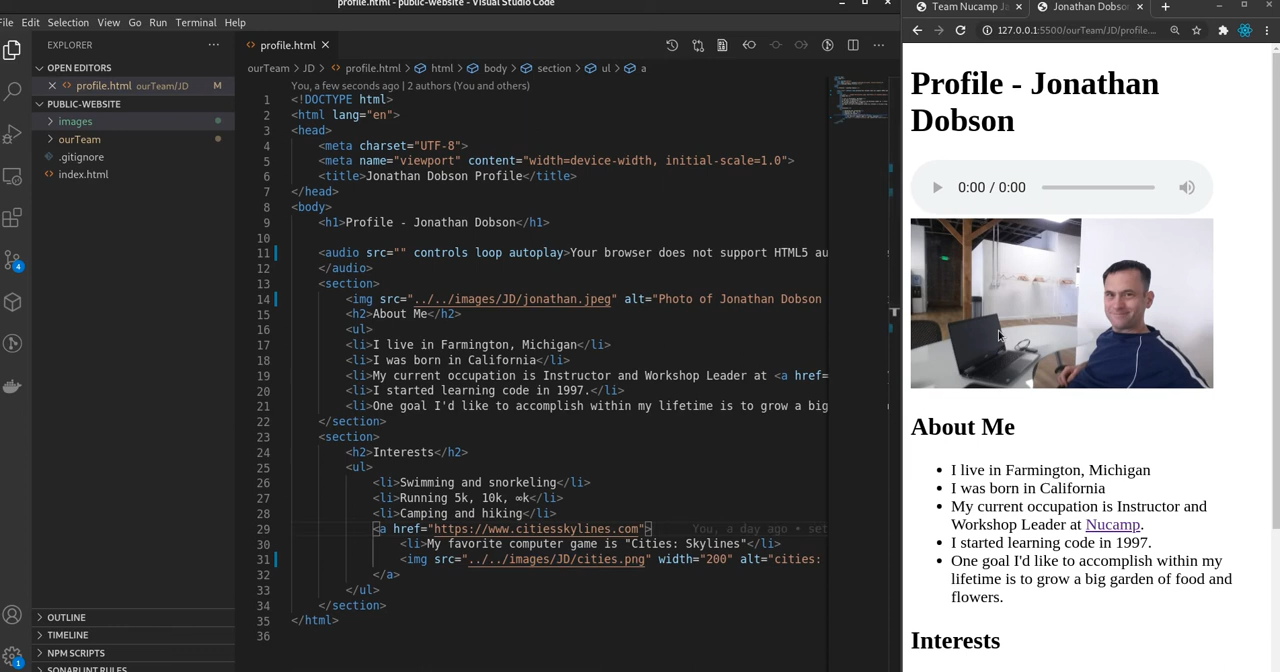 profile.html - public-website - Visual Studio Code
File Edit Selection View Go Run Terminal Help
EXPLORER
OPEN EDITORS
profile.html ourTeam/JD M
PUBLIC-WEBSITE
images
ourTeam
.gitignore
index.html
OUTLINE
TIMELINE
NPM SCRIPTS
SONARLINT RULES
4
1
profile.html
ourTeam > JD > profile.html > html > body > section > ul > a
You, a few seconds ago | 2 authors (You and others)
1 <!DOCTYPE html>
2 <html lang="en">
3 <head>
4 <meta charset="UTF-8">
5 <meta name="viewport" content="width=device-width, initial-scale=1.0">
6 <title>Jonathan Dobson Profile</title>
7 </head>
8 <body>
9 <h1>Profile - Jonathan Dobson</h1>
10
11 <audio src="" controls loop autoplay>Your browser does not support HTML5 au
12 </audio>
13 <section>
14 <img src="../../images/JD/jonathan.jpeg" alt="Photo of Jonathan Dobson
15 <h2>About Me</h2>
16 <ul>
17 <li>I live in Farmington, Michigan</li>
18 <li>I was born in California</li>
19 <li>My current occupation is Instructor and Workshop Leader at <a href=
20 <li>I started learning code in 1997.</li>
21 <li>One goal I'd like to accomplish within my lifetime is to grow a big
22 </section>
23 <section>
24 <h2>Interests</h2>
25 <ul>
26 <li>Swimming and snorkeling</li>
27 <li>Running 5k, 10k, ∞k</li>
28 <li>Camping and hiking</li>
29 <a href="https://www.citiesskylines.com"> You, a day ago • set
30 <li>My favorite computer game is "Cities: Skylines"</li>
31 <img src="../../images/JD/cities.png" width="200" alt="cities:
32 </a>
33 </ul>
34 </section>
35 </html>
36
Team Nucamp Ja
Jonathan Dobson
127.0.0.1:5500/ourTeam/JD/profile....
Profile - Jonathan
Dobson
0:00 / 0:00
About Me
• I live in Farmington, Michigan
• I was born in California
• My current occupation is Instructor and
Workshop Leader at Nucamp.
• I started learning code in 1997.
• One goal I'd like to accomplish within my
lifetime is to grow a big garden of food and
flowers.
Interests